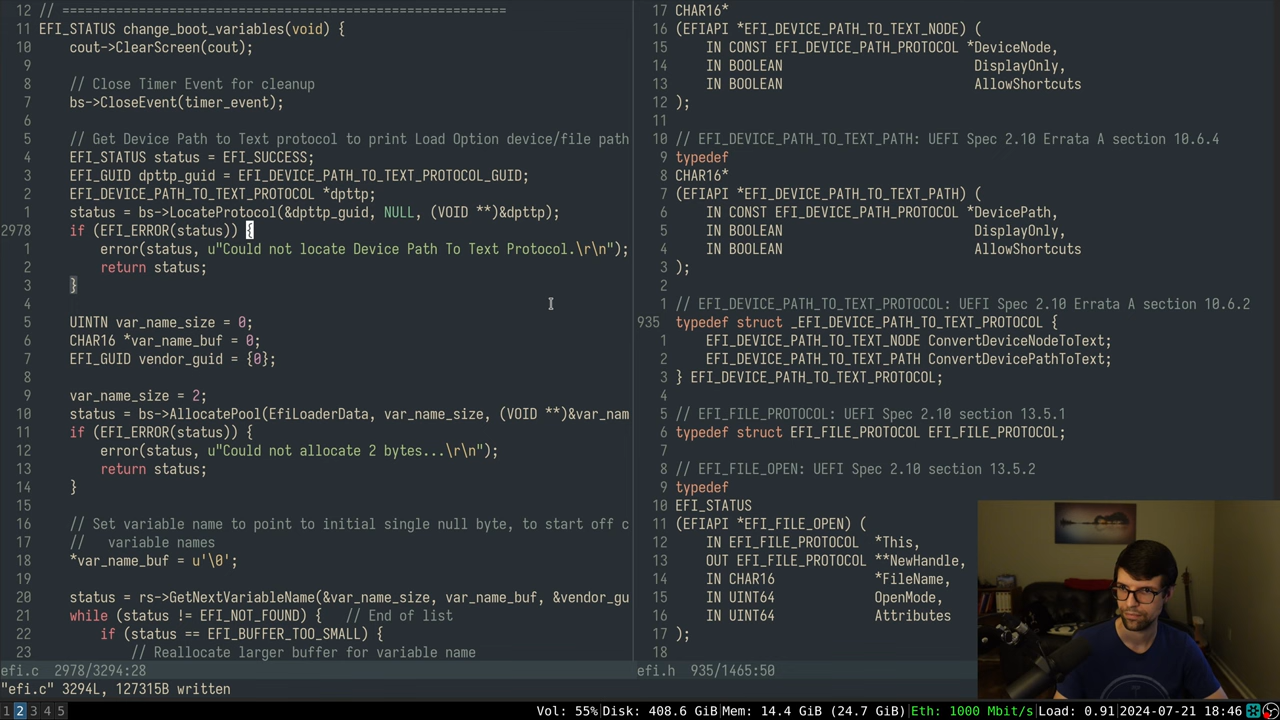 12 // ==========================================================
11 EFI_STATUS change_boot_variables(void) {
10 cout->ClearScreen(cout);
9
8 // Close Timer Event for cleanup
7 bs->CloseEvent(timer_event);
6
5 // Get Device Path to Text protocol to print Load Option device/file path
4 EFI_STATUS status = EFI_SUCCESS;
3 EFI_GUID dpttp_guid = EFI_DEVICE_PATH_TO_TEXT_PROTOCOL_GUID;
2 EFI_DEVICE_PATH_TO_TEXT_PROTOCOL *dpttp;
1 status = bs->LocateProtocol(&dpttp_guid, NULL, (VOID **)&dpttp);
2978 if (EFI_ERROR(status)) {
1 error(status, u"Could not locate Device Path To Text Protocol.\r\n");
2 return status;
3 }
4
5 UINTN var_name_size = 0;
6 CHAR16 *var_name_buf = 0;
7 EFI_GUID vendor_guid = {0};
8
9 var_name_size = 2;
10 status = bs->AllocatePool(EfiLoaderData, var_name_size, (VOID **)&var_nam
11 if (EFI_ERROR(status)) {
12 error(status, u"Could not allocate 2 bytes...\r\n");
13 return status;
14 }
15
16 // Set variable name to point to initial single null byte, to start off c
17 // variable names
18 *var_name_buf = u'\0';
19
20 status = rs->GetNextVariableName(&var_name_size, var_name_buf, &vendor_gu
21 while (status != EFI_NOT_FOUND) { // End of list
22 if (status == EFI_BUFFER_TOO_SMALL) {
23 // Reallocate larger buffer for variable name
efi.c 2978/3294:28
"efi.c" 3294L, 127315B written
17 CHAR16*
16 (EFIAPI *EFI_DEVICE_PATH_TO_TEXT_NODE) (
15 IN CONST EFI_DEVICE_PATH_PROTOCOL *DeviceNode,
14 IN BOOLEAN DisplayOnly,
13 IN BOOLEAN AllowShortcuts
12 );
11
10 // EFI_DEVICE_PATH_TO_TEXT_PATH: UEFI Spec 2.10 Errata A section 10.6.4
9 typedef
8 CHAR16*
7 (EFIAPI *EFI_DEVICE_PATH_TO_TEXT_PATH) (
6 IN CONST EFI_DEVICE_PATH_PROTOCOL *DevicePath,
5 IN BOOLEAN DisplayOnly,
4 IN BOOLEAN AllowShortcuts
3 );
2
1 // EFI_DEVICE_PATH_TO_TEXT_PROTOCOL: UEFI Spec 2.10 Errata A section 10.6.2
935 typedef struct _EFI_DEVICE_PATH_TO_TEXT_PROTOCOL {
1 EFI_DEVICE_PATH_TO_TEXT_NODE ConvertDeviceNodeToText;
2 EFI_DEVICE_PATH_TO_TEXT_PATH ConvertDevicePathToText;
3 } EFI_DEVICE_PATH_TO_TEXT_PROTOCOL;
4
5 // EFI_FILE_PROTOCOL: UEFI Spec 2.10 section 13.5.1
6 typedef struct EFI_FILE_PROTOCOL EFI_FILE_PROTOCOL;
7
8 // EFI_FILE_OPEN: UEFI Spec 2.10 section 13.5.2
9 typedef
10 EFI_STATUS
11 (EFIAPI *EFI_FILE_OPEN) (
12 IN EFI_FILE_PROTOCOL *This,
13 OUT EFI_FILE_PROTOCOL **NewHandle,
14 IN CHAR16 *FileName,
15 IN UINT64 OpenMode,
16 IN UINT64 Attributes
17 );
18
efi.h 935/1465:50
1 2 3 4 5 Vol: 55% Disk: 408.6 GiB Mem: 14.4 GiB (24.7 GiB) Eth: 1000 Mbit/s Load: 0.91 2024-07-21 18:46